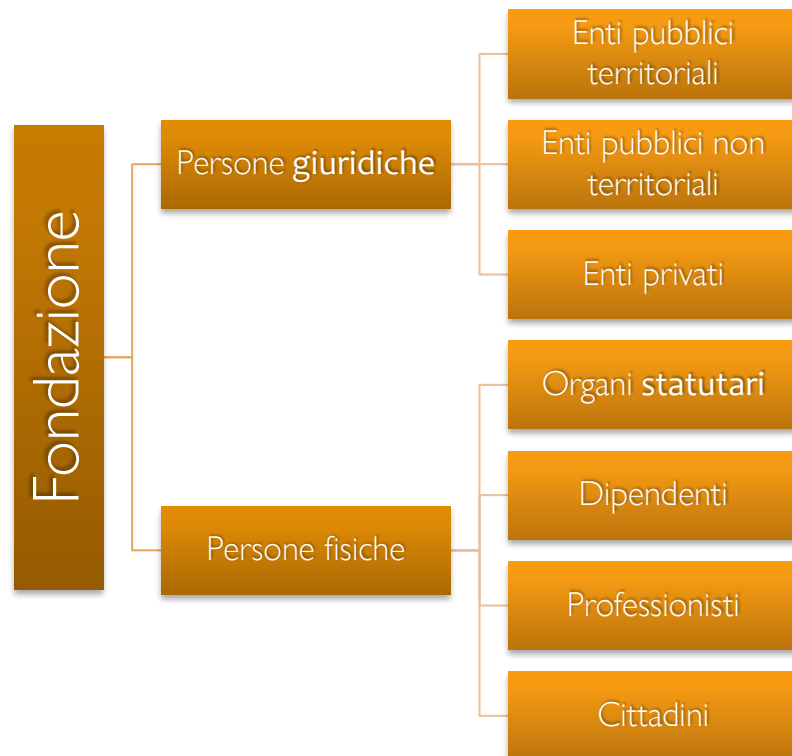 Fondazione
Persone giuridiche
Enti pubblici
territoriali
Enti pubblici non
territoriali
Enti privati
Persone fisiche
Organi statutari
Dipendenti
Professionisti
Cittadini